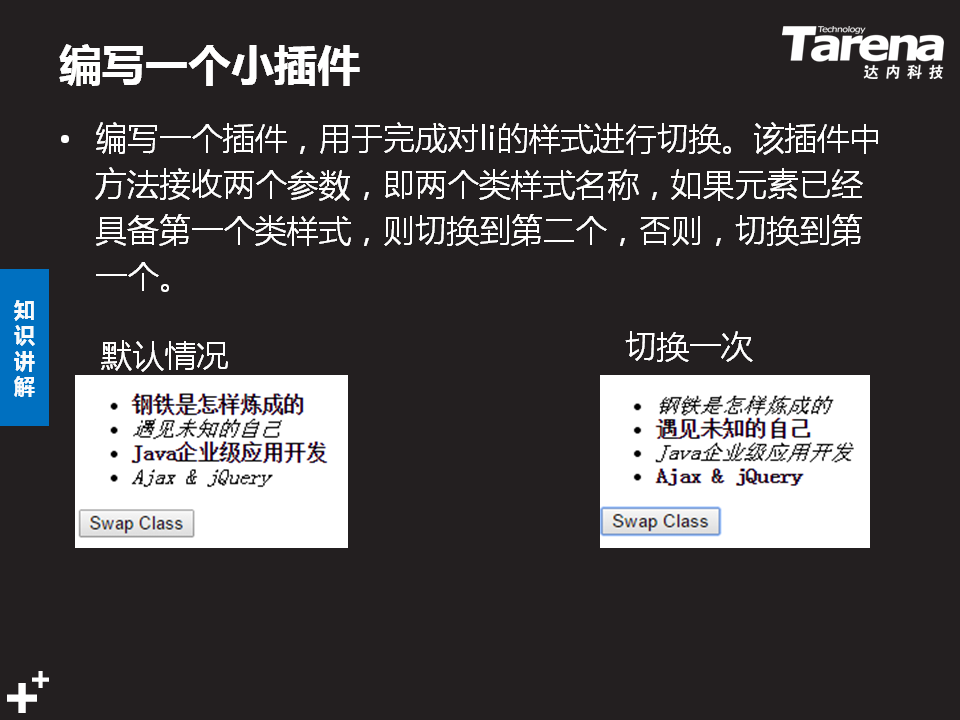 编写一个小插件
Technology
Tarena
达内科技
• 编写一个插件，用于完成对li的样式进行切换。该插件中
方法接收两个参数，即两个类样式名称，如果元素已经
具备第一个类样式，则切换到第二个，否则，切换到第
一个。
知识讲解
默认情况
• 钢铁是怎样炼成的
• 遇见未知的自己
• Java企业级应用开发
• Ajax & jQuery
Swap Class
切换一次
• 钢铁是怎样炼成的
• 遇见未知的自己
• Java企业级应用开发
• Ajax & jQuery
Swap Class